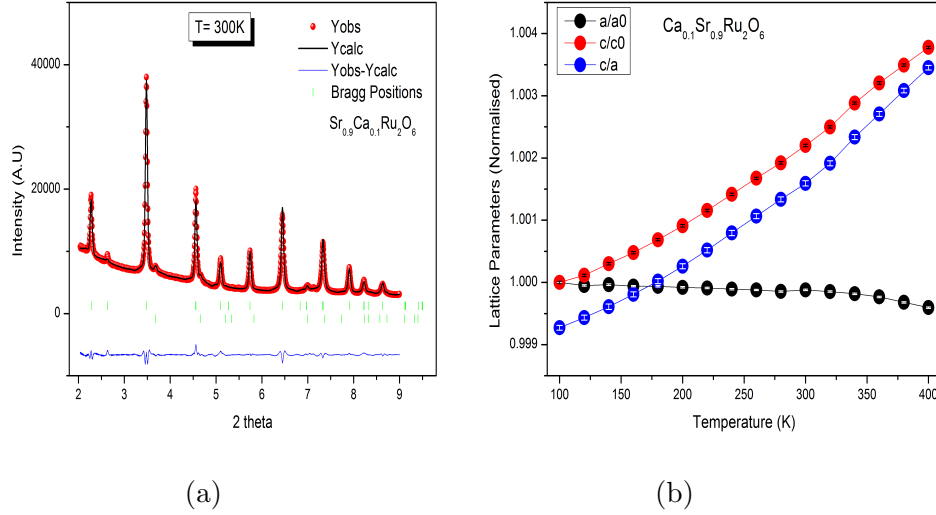 T= 300K
Yobs
Ycalc
Yobs-Ycalc
Bragg Positions
Sr0.9Ca0.1Ru2O6
40000
20000
0
Intensity (A.U)
2 3 4 5 6 7 8 9
2 theta
(a)
a/a0
c/c0
c/a
Ca0.1Sr0.9Ru2O6
1.004
1.003
1.002
1.001
1.000
0.999
Lattice Parameters (Normalised)
100 150 200 250 300 350 400
Temperature (K)
(b)